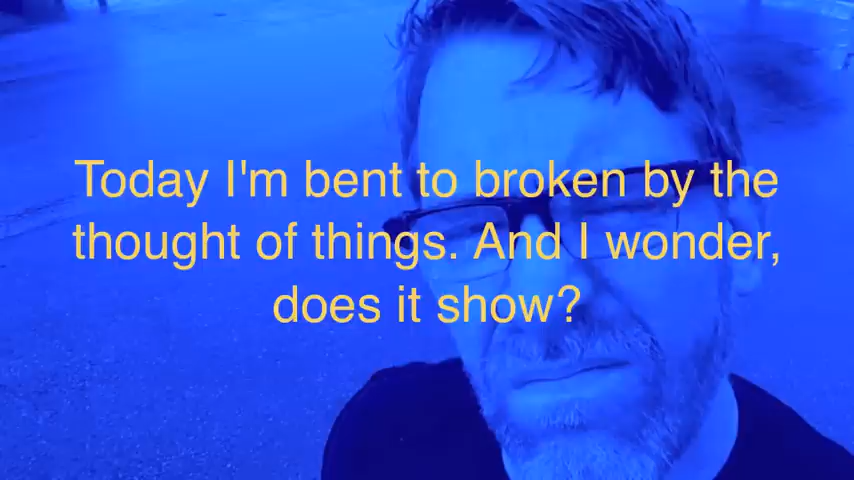 Today I'm bent to broken by the
thought of things. And I wonder,
does it show?